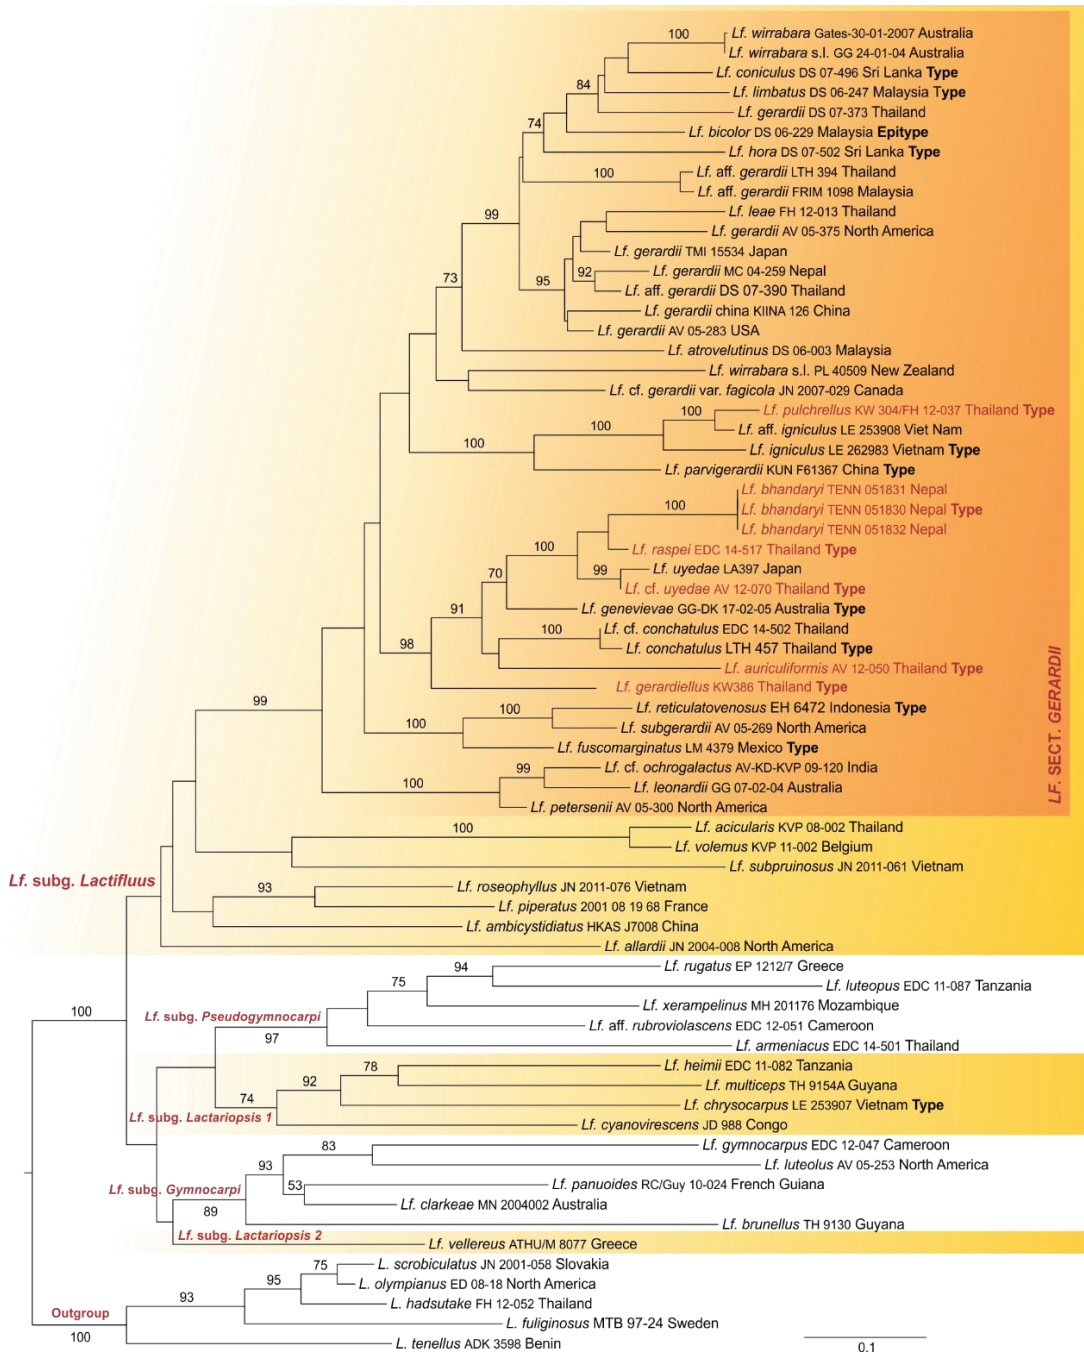 100
Lf. wirrabara Gates-30-01-2007 Australia
Lf. wirrabara s.l. GG 24-01-04 Australia
Lf. coniculus DS 07-496 Sri Lanka Type
84
Lf. limbatus DS 06-247 Malaysia Type
Lf. gerardii DS 07-373 Thailand
74
Lf. bicolor DS 06-229 Malaysia Epitype
Lf. hora DS 07-502 Sri Lanka Type
100
Lf. aff. gerardii LTH 394 Thailand
Lf. aff. gerardii FRIM 1098 Malaysia
99
Lf. leae FH 12-013 Thailand
Lf. gerardii AV 05-375 North America
Lf. gerardii TMI 15534 Japan
73
92
Lf. gerardii MC 04-259 Nepal
95
Lf. aff. gerardii DS 07-390 Thailand
Lf. gerardii china KIINA 126 China
Lf. gerardii AV 05-283 USA
Lf. atrovelutinus DS 06-003 Malaysia
Lf. wirrabara s.l. PL 40509 New Zealand
Lf. cf. gerardii var. fagicola JN 2007-029 Canada
100
Lf. pulchrellus KW 304/FH 12-037 Thailand Type
100
Lf. aff. igniculus LE 253908 Viet Nam
100
Lf. igniculus LE 262983 Vietnam Type
Lf. parvigerardii KUN F61367 China Type
Lf. bhandaryi TENN 051831 Nepal
100
Lf. bhandaryi TENN 051830 Nepal Type
Lf. bhandaryi TENN 051832 Nepal
100
Lf. raspei EDC 14-517 Thailand Type
99
Lf. uyedae LA397 Japan
70
Lf. cf. uyedae AV 12-070 Thailand Type
91
Lf. genevievae GG-DK 17-02-05 Australia Type
100
Lf. cf. conchatulus EDC 14-502 Thailand
98
Lf. conchatulus LTH 457 Thailand Type
Lf. auriculiformis AV 12-050 Thailand Type
Lf. gerardiellus KW386 Thailand Type
LF. SECT. GERARDII
99
100
Lf. reticulatovenosus EH 6472 Indonesia Type
100
Lf. subgerardii AV 05-269 North America
Lf. fuscomarginatus LM 4379 Mexico Type
99
Lf. cf. ochrogalactus AV-KD-KVP 09-120 India
100
Lf. leonardii GG 07-02-04 Australia
Lf. petersenii AV 05-300 North America
100
Lf. acicularis KVP 08-002 Thailand
Lf. volemus KVP 11-002 Belgium
Lf. subpruinosus JN 2011-061 Vietnam
Lf. subg. Lactifluus
93
Lf. roseophyllus JN 2011-076 Vietnam
Lf. piperatus 2001 08 19 68 France
Lf. ambicystidiatus HKAS J7008 China
Lf. allardii JN 2004-008 North America
94
Lf. rugatus EP 1212/7 Greece
75
Lf. luteopus EDC 11-087 Tanzania
Lf. xerampelinus MH 201176 Mozambique
100
Lf. subg. Pseudogymnocarpi
Lf. aff. rubroviolascens EDC 12-051 Cameroon
97
Lf. armeniacus EDC 14-501 Thailand
78
Lf. heimii EDC 11-082 Tanzania
92
Lf. multiceps TH 9154A Guyana
74
Lf. chrysocarpus LE 253907 Vietnam Type
Lf. subg. Lactariopsis 1
Lf. cyanovirescens JD 988 Congo
83
Lf. gymnocarpus EDC 12-047 Cameroon
93
Lf. luteolus AV 05-253 North America
Lf. subg. Gymnocarpi
53
Lf. panuoides RC/Guy 10-024 French Guiana
89
Lf. clarkeae MN 2004002 Australia
Lf. brunellus TH 9130 Guyana
Lf. subg. Lactariopsis 2
Lf. vellereus ATHU/M 8077 Greece
75
L. scrobiculatus JN 2001-058 Slovakia
95
L. olympianus ED 08-18 North America
93
L. hadsutake FH 12-052 Thailand
Outgroup
L. fuliginosus MTB 97-24 Sweden
100
L. tenellus ADK 3598 Benin
0.1